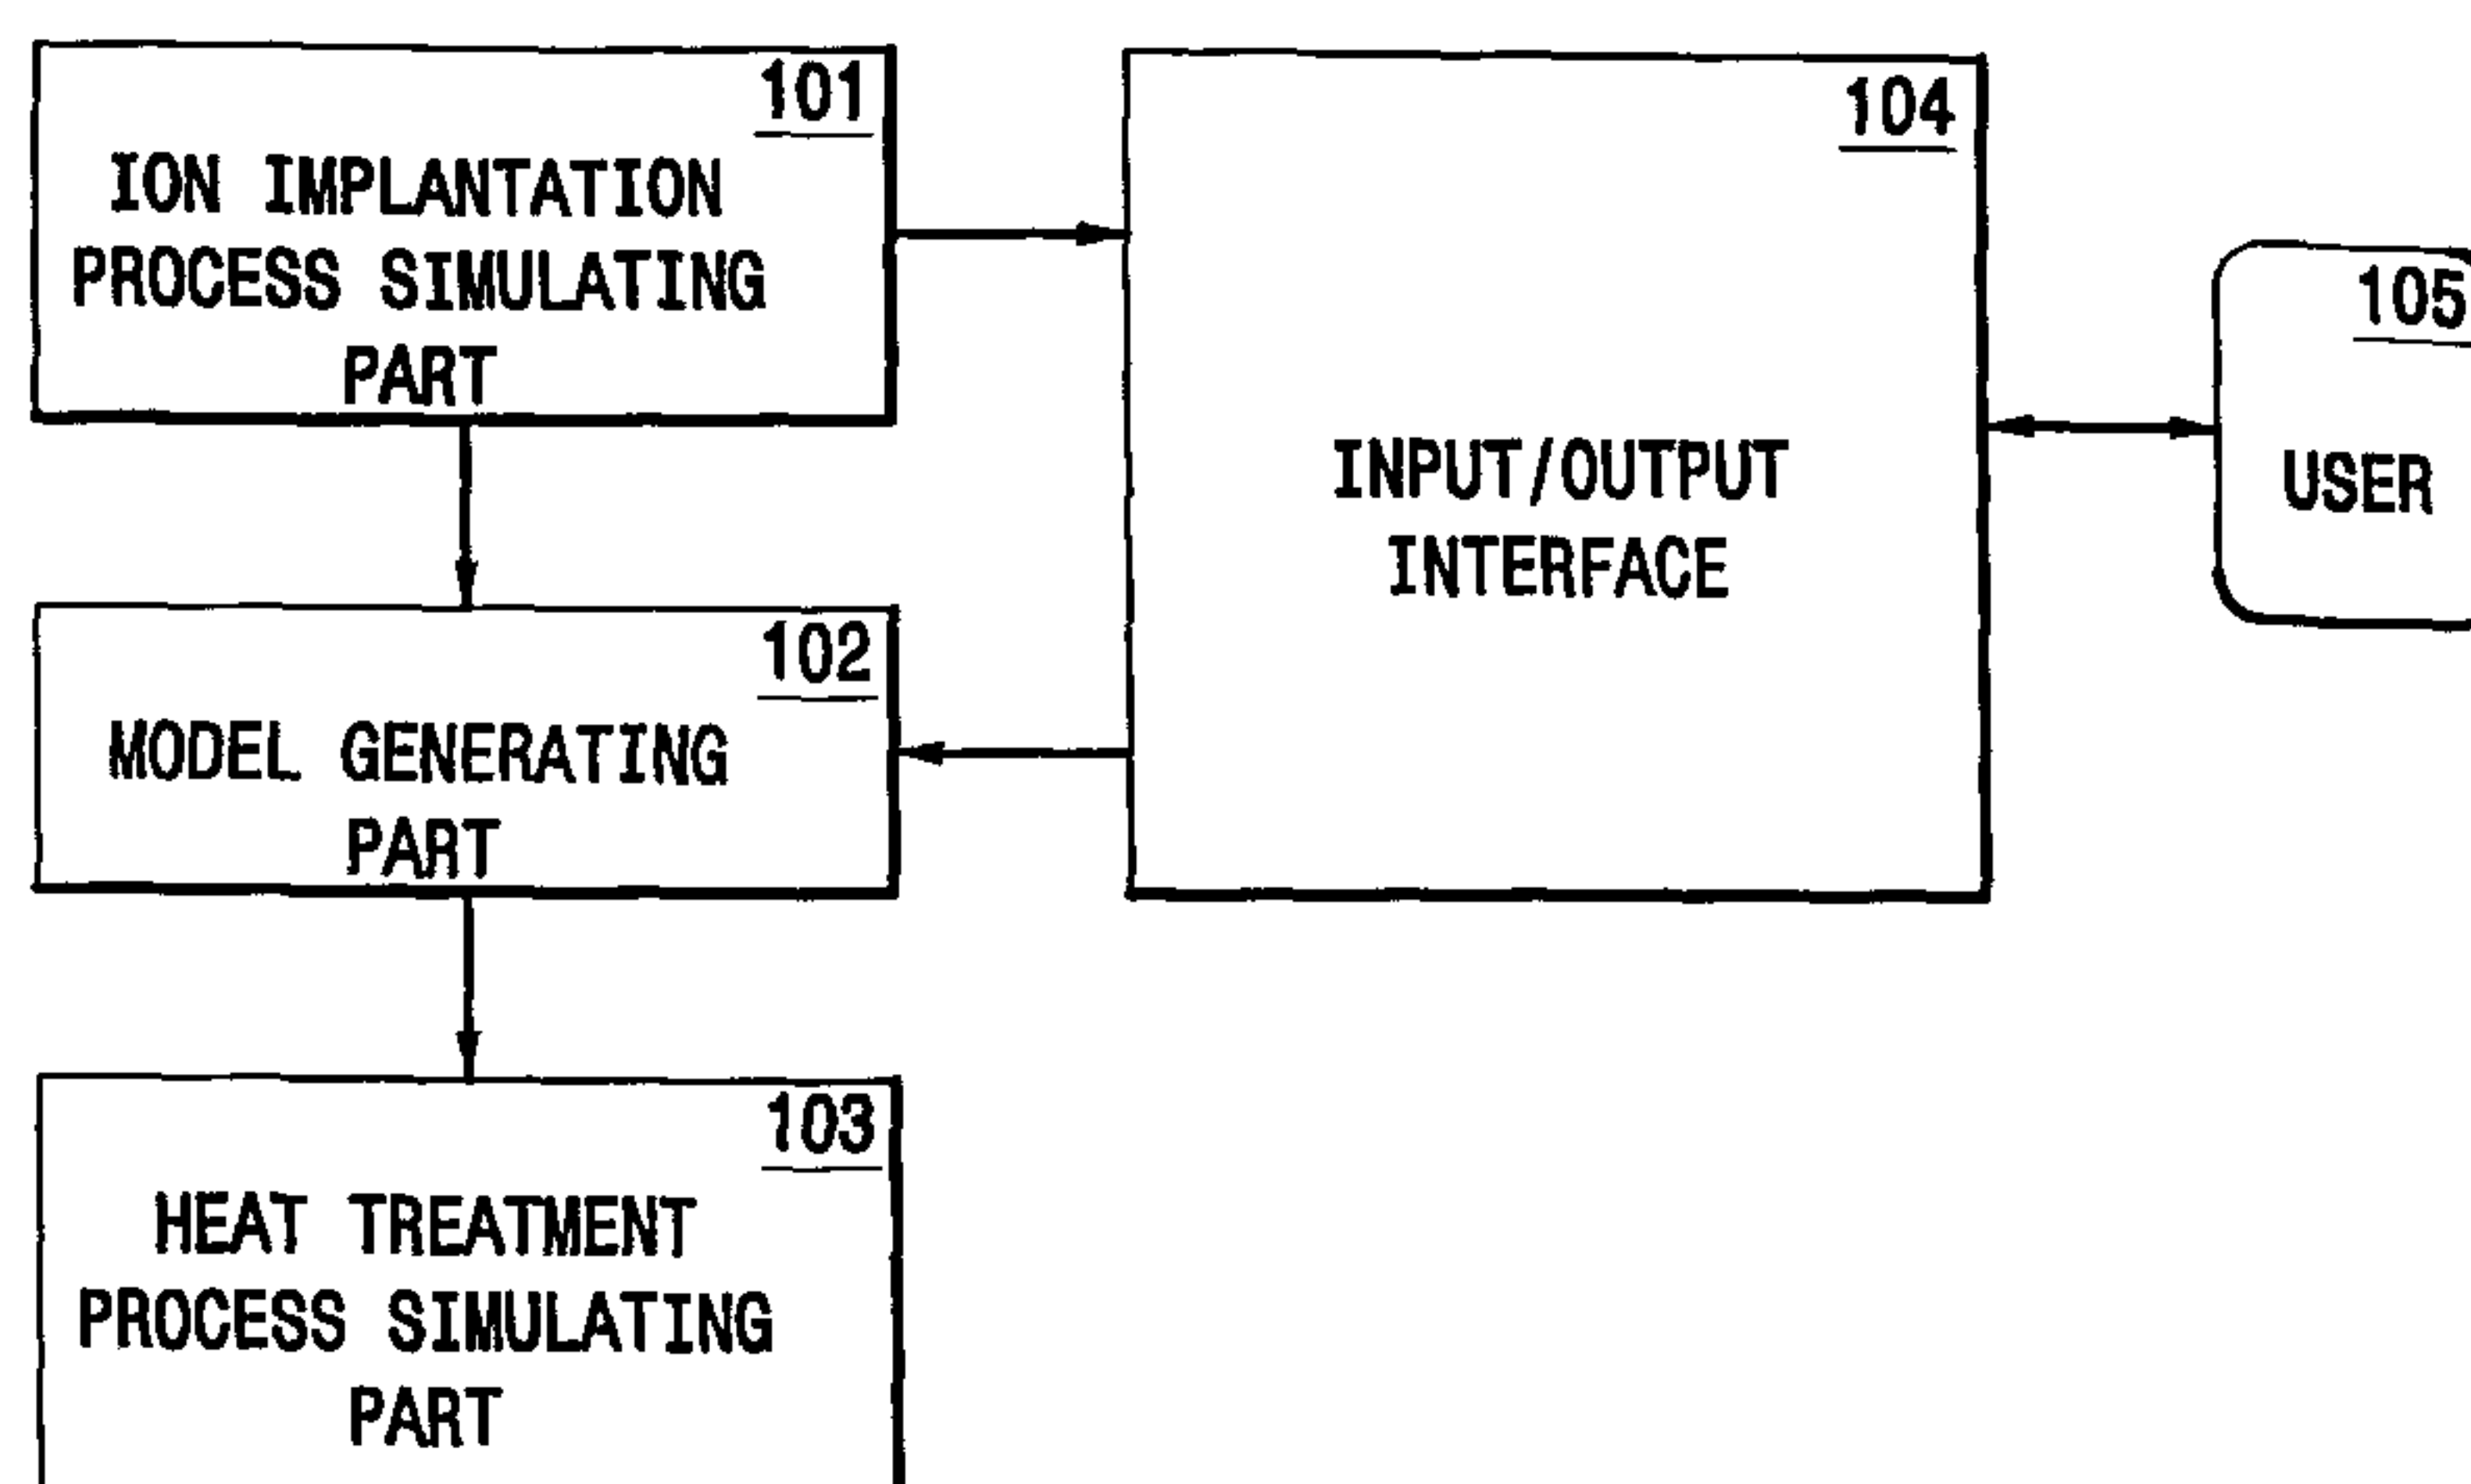 101
ION IMPLANTATION
PROCESS SIMULATING
PART
104
INPUT/OUTPUT
INTERFACE
105
USER
102
MODEL GENERATING
PART
103
HEAT TREATMENT
PROCESS SIMULATING
PART